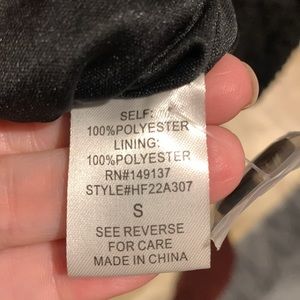 SELF:
100%POLYESTER
LINING:
100%POLYESTER
RN#149137
STYLE#HF22A307
S
SEE REVERSE
FOR CARE
MADE IN CHINA